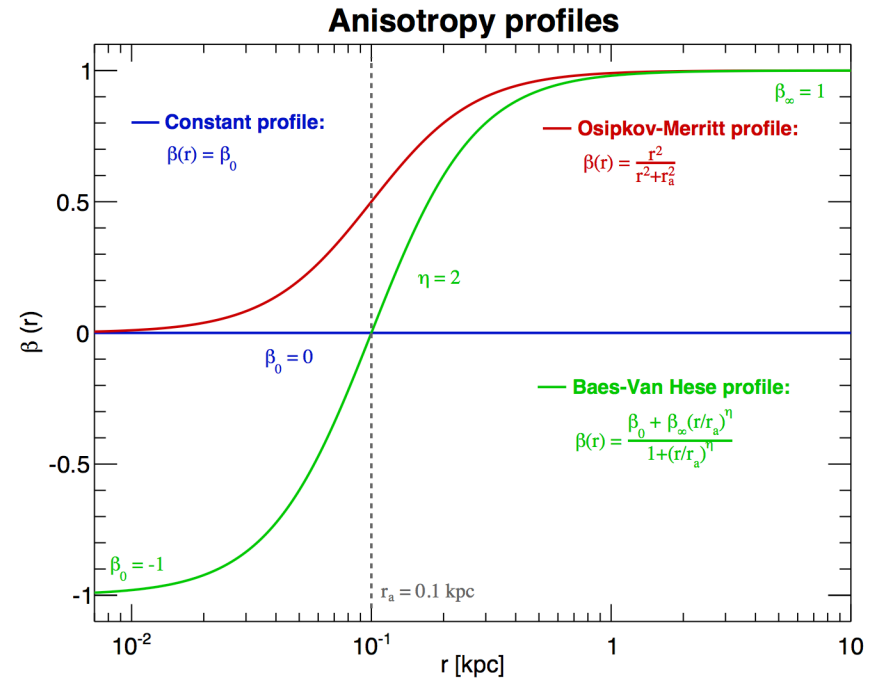 Anisotropy profiles
1
0.5
0
-0.5
-1
β (r)
Constant profile:
β(r) = β₀
β₀ = 0
Osipkov-Merritt profile:
β(r) = r²/(r²+rₐ²)
β∞ = 1
η = 2
Baes-Van Hese profile:
β(r) = (β₀ + β∞(r/rₐ)^η)/(1+(r/rₐ)^η)
β₀ = -1
rₐ = 0.1 kpc
10⁻² 10⁻¹ 1 10
r [kpc]